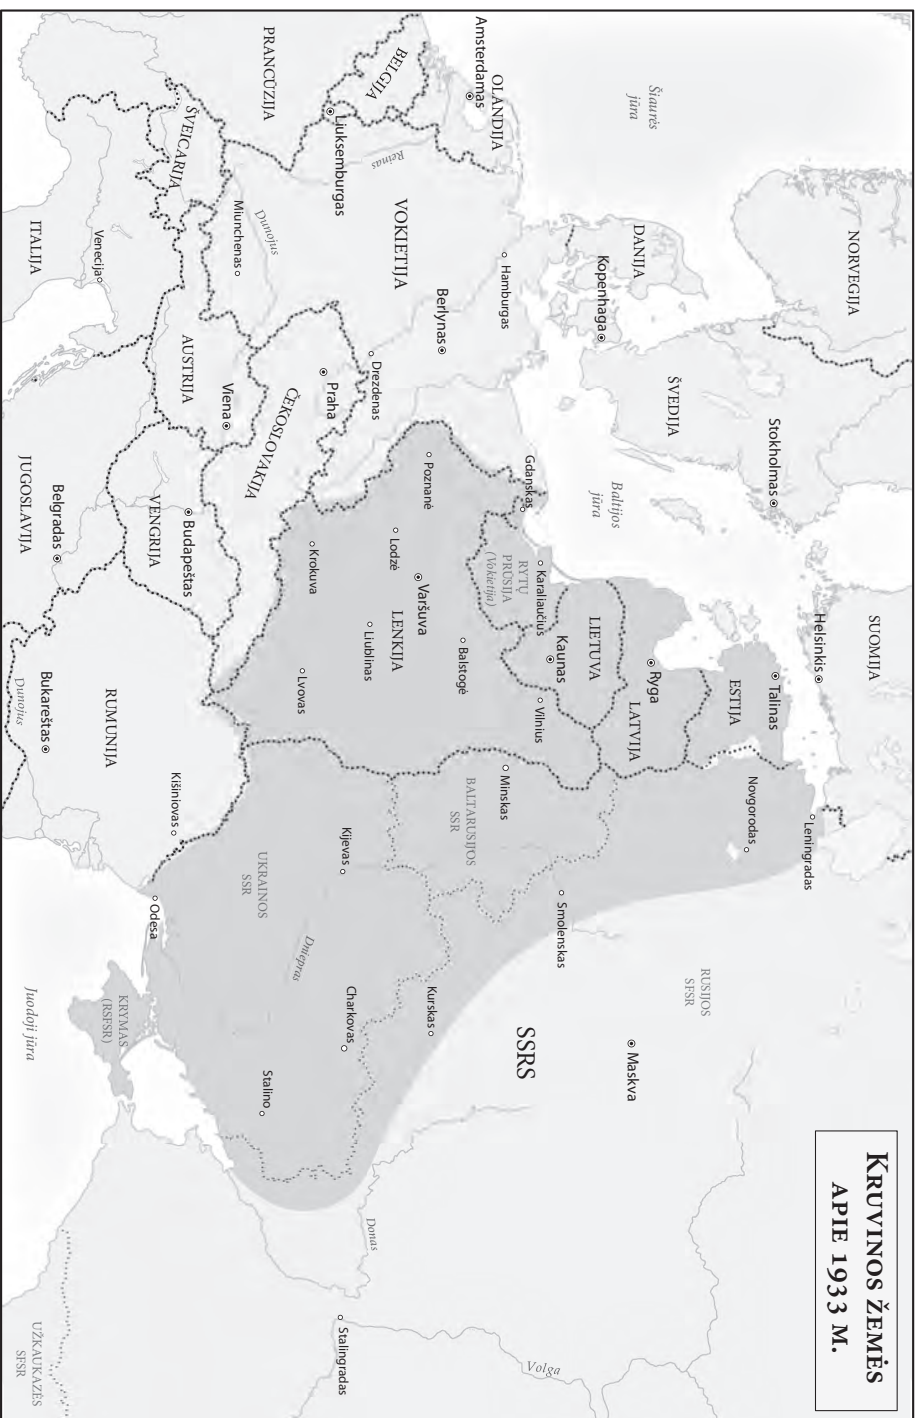 KRUVINOS ŽEMĖS
APIE 1933 M.
NORVEGIJA
SUOMIJA
Šiaurės
jūra
ŠVEDIJA
Stokholmas
Helsinkis
Talinas
Leningradas
DANIJA
Kopenhaga
ESTIJA
Novgorodas
RUSIJOS
SFSR
Baltijos
jūra
Ryga
LATVIJA
Maskva
OLANDIJA
Amsterdamas
Hamburgas
Gdanskas
Karaliaučius
RYTŲ
PRŪSIJA
(Vokietija)
LIETUVA
Kaunas
Vilnius
Minskas
Smolenskas
SSRS
BELGIJA
VOKIETIJA
Berlynas
Poznanė
Balstogė
BALTARUSIJOS
SSR
Kurskas
Volga
Liuksemburgas
Reinas
Drezdenas
Lodzė
Varšuva
LENKIJA
Liublinas
Kijevas
Charkovas
Donas
Stalingradas
PRANCŪZIJA
Dunojus
Miunchenas
Praha
ČEKOSLOVAKIJA
Krokuva
Lvovas
UKRAINOS
SSR
Dniepras
Stalino
ŠVEICARIJA
AUSTRIJA
Viena
VENGRIJA
Budapeštas
Kišiniovas
Odesa
KRYMAS
(RSFSR)
ITALIJA
Venecija
JUGOSLAVIJA
Belgradas
RUMUNIJA
Bukareštas
Dunojus
Juodoji jūra
UŽKAUKAZĖS
SFSR